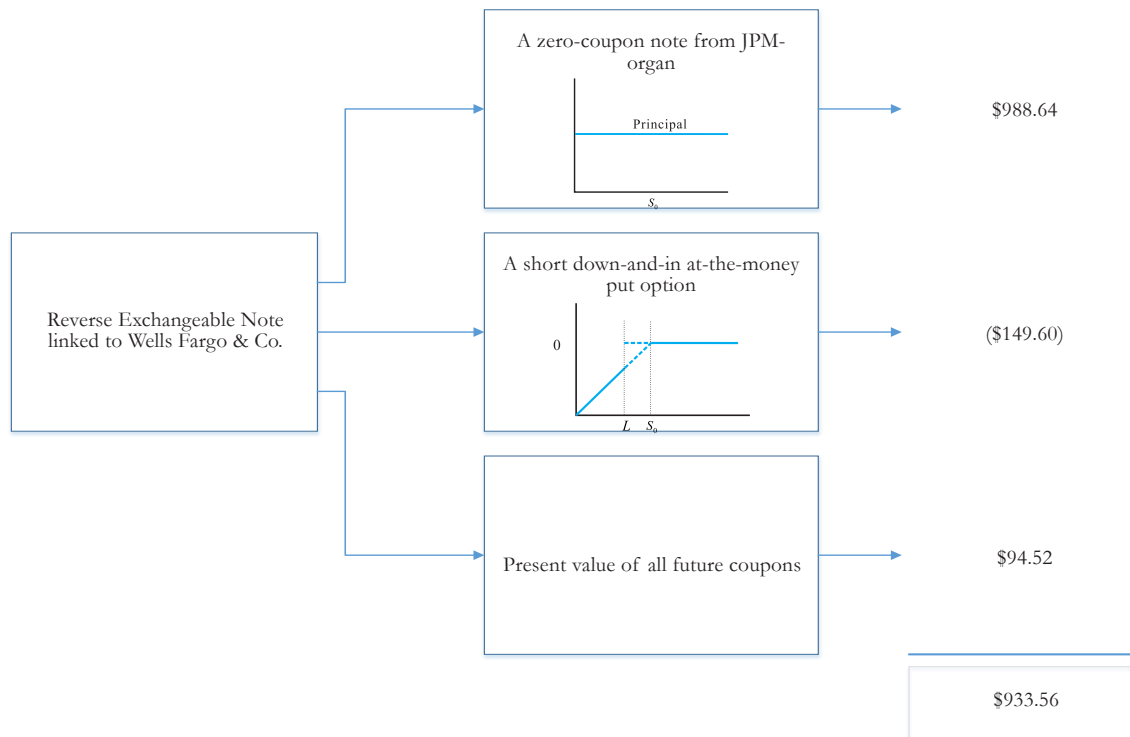 A zero-coupon note from JPM-
organ
Principal
S₀
$988.64
Reverse Exchangeable Note
linked to Wells Fargo & Co.
A short down-and-in at-the-money
put option
0
L S₀
($149.60)
Present value of all future coupons
$94.52
$933.56